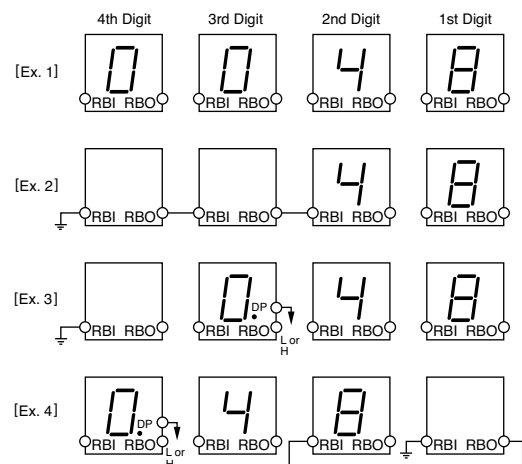 4th Digit 3rd Digit 2nd Digit 1st Digit
[Ex. 1] 0 0 4 8
RBI RBO RBI RBO RBI RBO RBI RBO
[Ex. 2] 4 8
RBI RBO RBI RBO RBI RBO RBI RBO
[Ex. 3] 0. DP 4 8
RBI RBO RBI RBO L or H RBI RBO RBI RBO
[Ex. 4] 0. DP 4 8
RBI RBO L or H RBI RBO RBI RBO RBI RBO